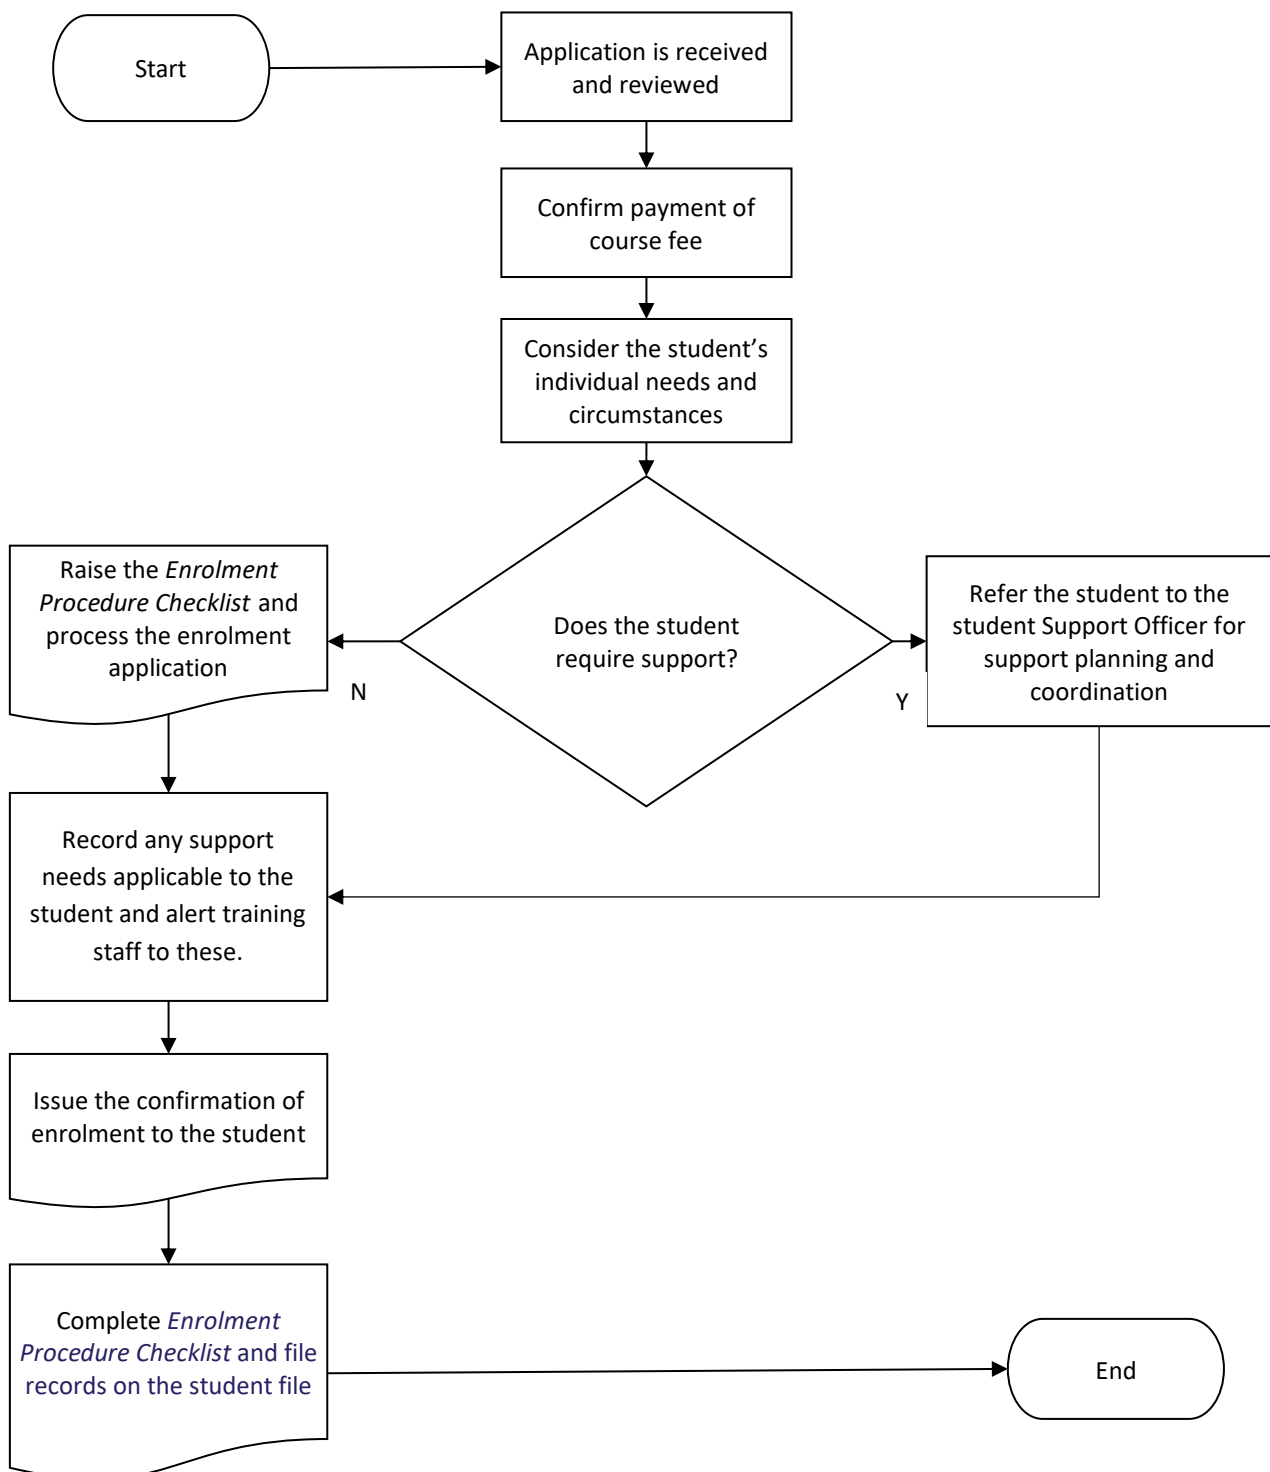 Start
Application is received
and reviewed
Confirm payment of
course fee
Consider the student’s
individual needs and
circumstances
Does the student
require support?
N
Y
Raise the Enrolment
Procedure Checklist and
process the enrolment
application
Refer the student to the
student Support Officer for
support planning and
coordination
Record any support
needs applicable to the
student and alert training
staff to these.
Issue the confirmation of
enrolment to the student
Complete Enrolment
Procedure Checklist and file
records on the student file
End